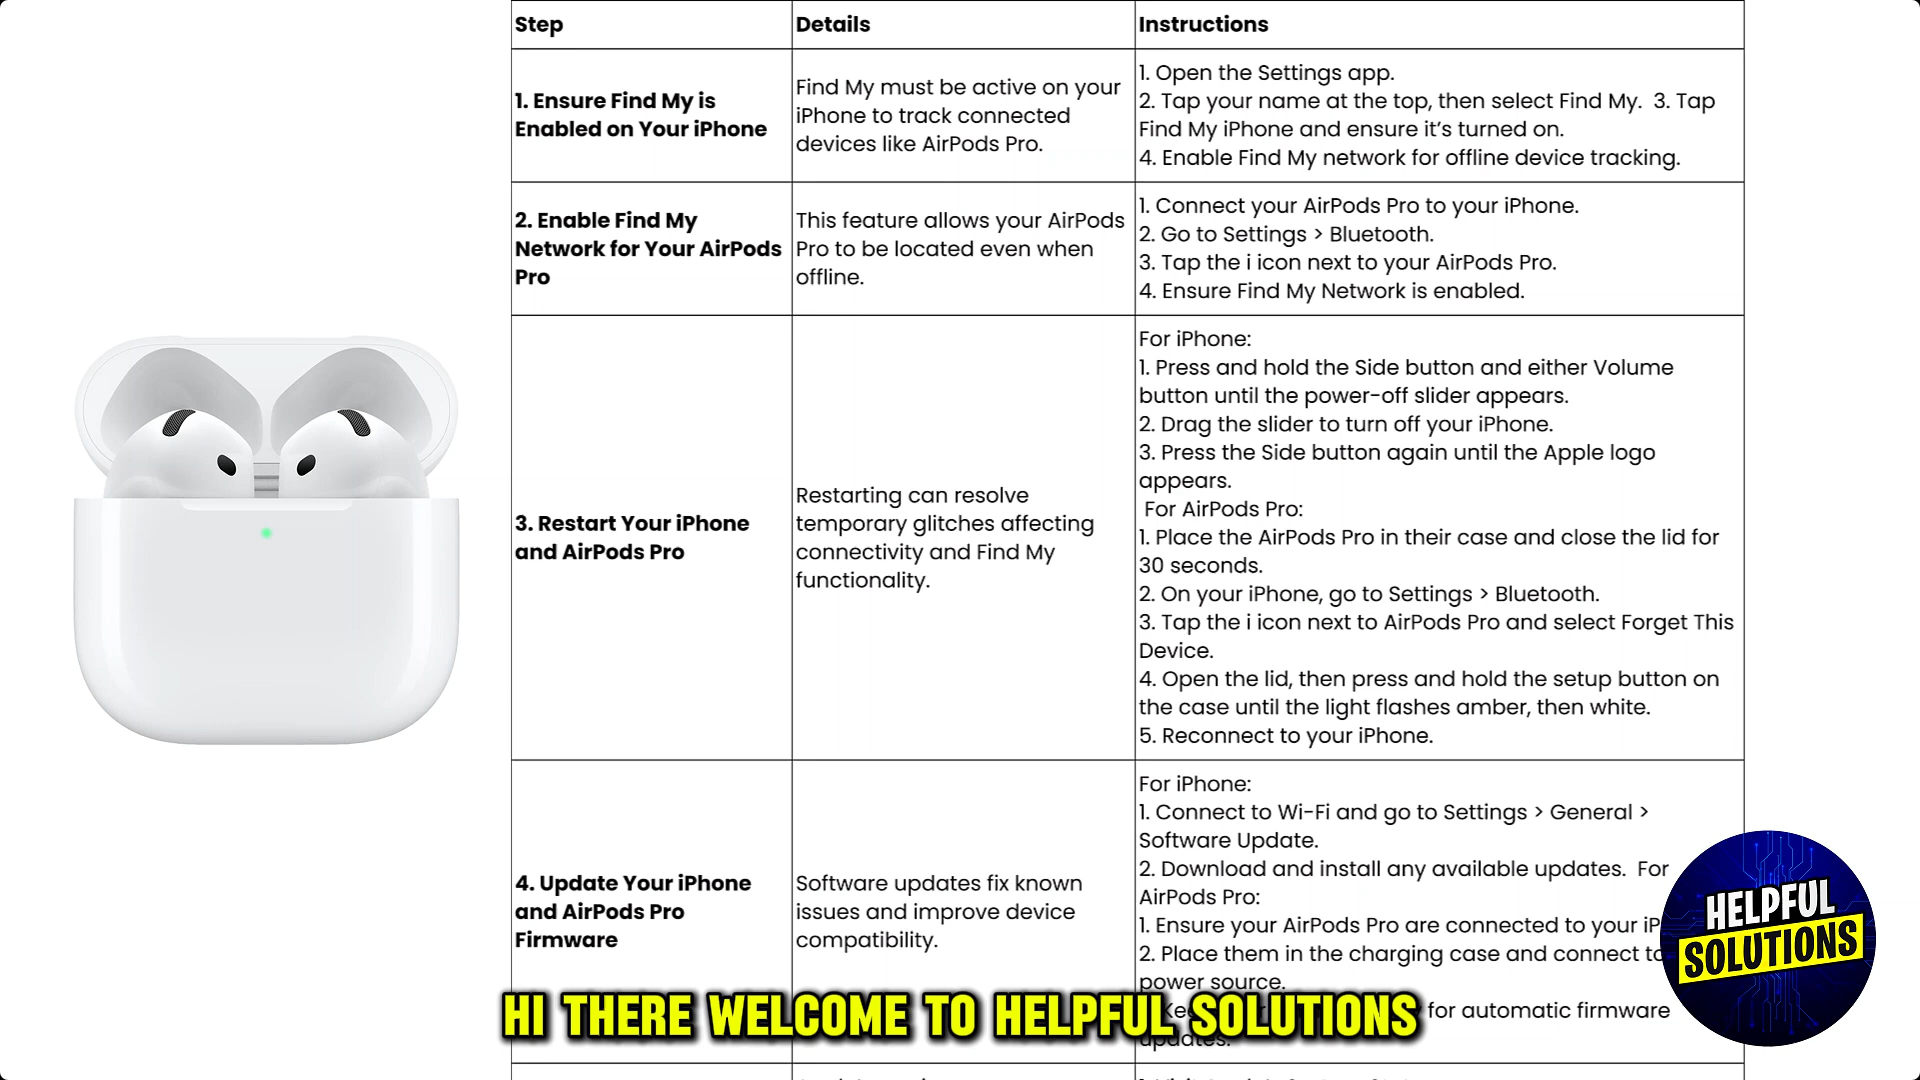 Step
Details
Instructions
1. Ensure Find My is
Enabled on Your iPhone
Find My must be active on your
iPhone to track connected
devices like AirPods Pro.
1. Open the Settings app.
2. Tap your name at the top, then select Find My.  3. Tap
Find My iPhone and ensure it's turned on.
4. Enable Find My network for offline device tracking.
2. Enable Find My
Network for Your AirPods
Pro
This feature allows your AirPods
Pro to be located even when
offline.
1. Connect your AirPods Pro to your iPhone.
2. Go to Settings > Bluetooth.
3. Tap the i icon next to your AirPods Pro.
4. Ensure Find My Network is enabled.
3. Restart Your iPhone
and AirPods Pro
Restarting can resolve
temporary glitches affecting
connectivity and Find My
functionality.
For iPhone:
1. Press and hold the Side button and either Volume
button until the power-off slider appears.
2. Drag the slider to turn off your iPhone.
3. Press the Side button again until the Apple logo
appears.
For AirPods Pro:
1. Place the AirPods Pro in their case and close the lid for
30 seconds.
2. On your iPhone, go to Settings > Bluetooth.
3. Tap the i icon next to AirPods Pro and select Forget This
Device.
4. Open the lid, then press and hold the setup button on
the case until the light flashes amber, then white.
5. Reconnect to your iPhone.
4. Update Your iPhone
and AirPods Pro
Firmware
Software updates fix known
issues and improve device
compatibility.
For iPhone:
1. Connect to Wi-Fi and go to Settings > General >
Software Update.
2. Download and install any available updates.  For
AirPods Pro:
1. Ensure your AirPods Pro are connected to your
2. Place them in the charging case and connect
power source.
for automatic firmware
updates.
HI THERE WELCOME TO HELPFUL SOLUTIONS
HELPFUL
SOLUTIONS